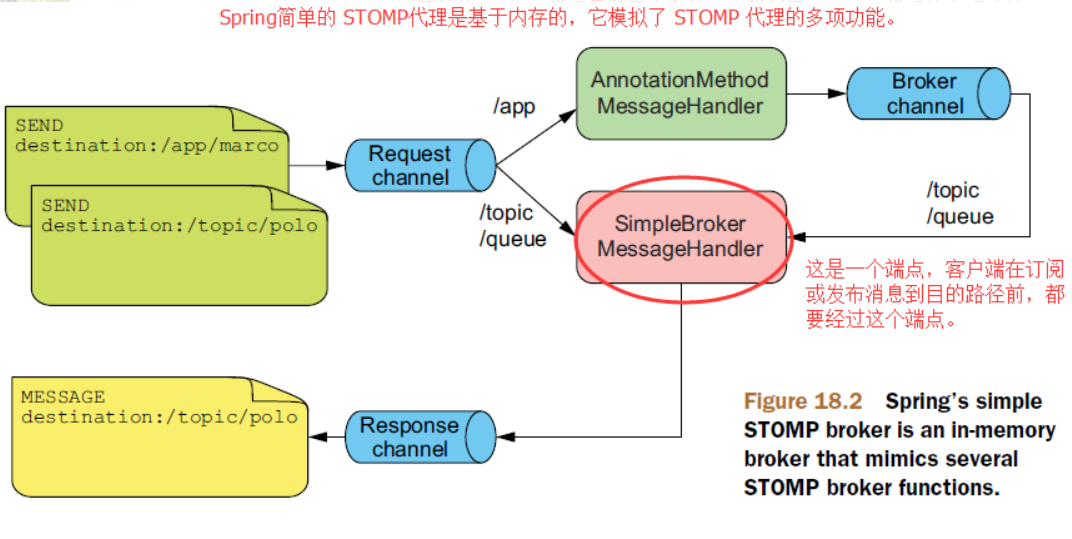 Spring简单的 STOMP代理是基于内存的，它模拟了 STOMP 代理的多项功能。
SEND
destination:/app/marco
SEND
destination:/topic/polo
Request
channel
/app
/topic
/queue
AnnotationMethod
MessageHandler
SimpleBroker
MessageHandler
Broker
channel
/topic
/queue
这是一个端点，客户端在订阅
或发布消息到目的路径前，都
要经过这个端点。
MESSAGE
destination:/topic/polo
Response
channel
Figure 18.2 Spring's simple
STOMP broker is an in-memory
broker that mimics several
STOMP broker functions.